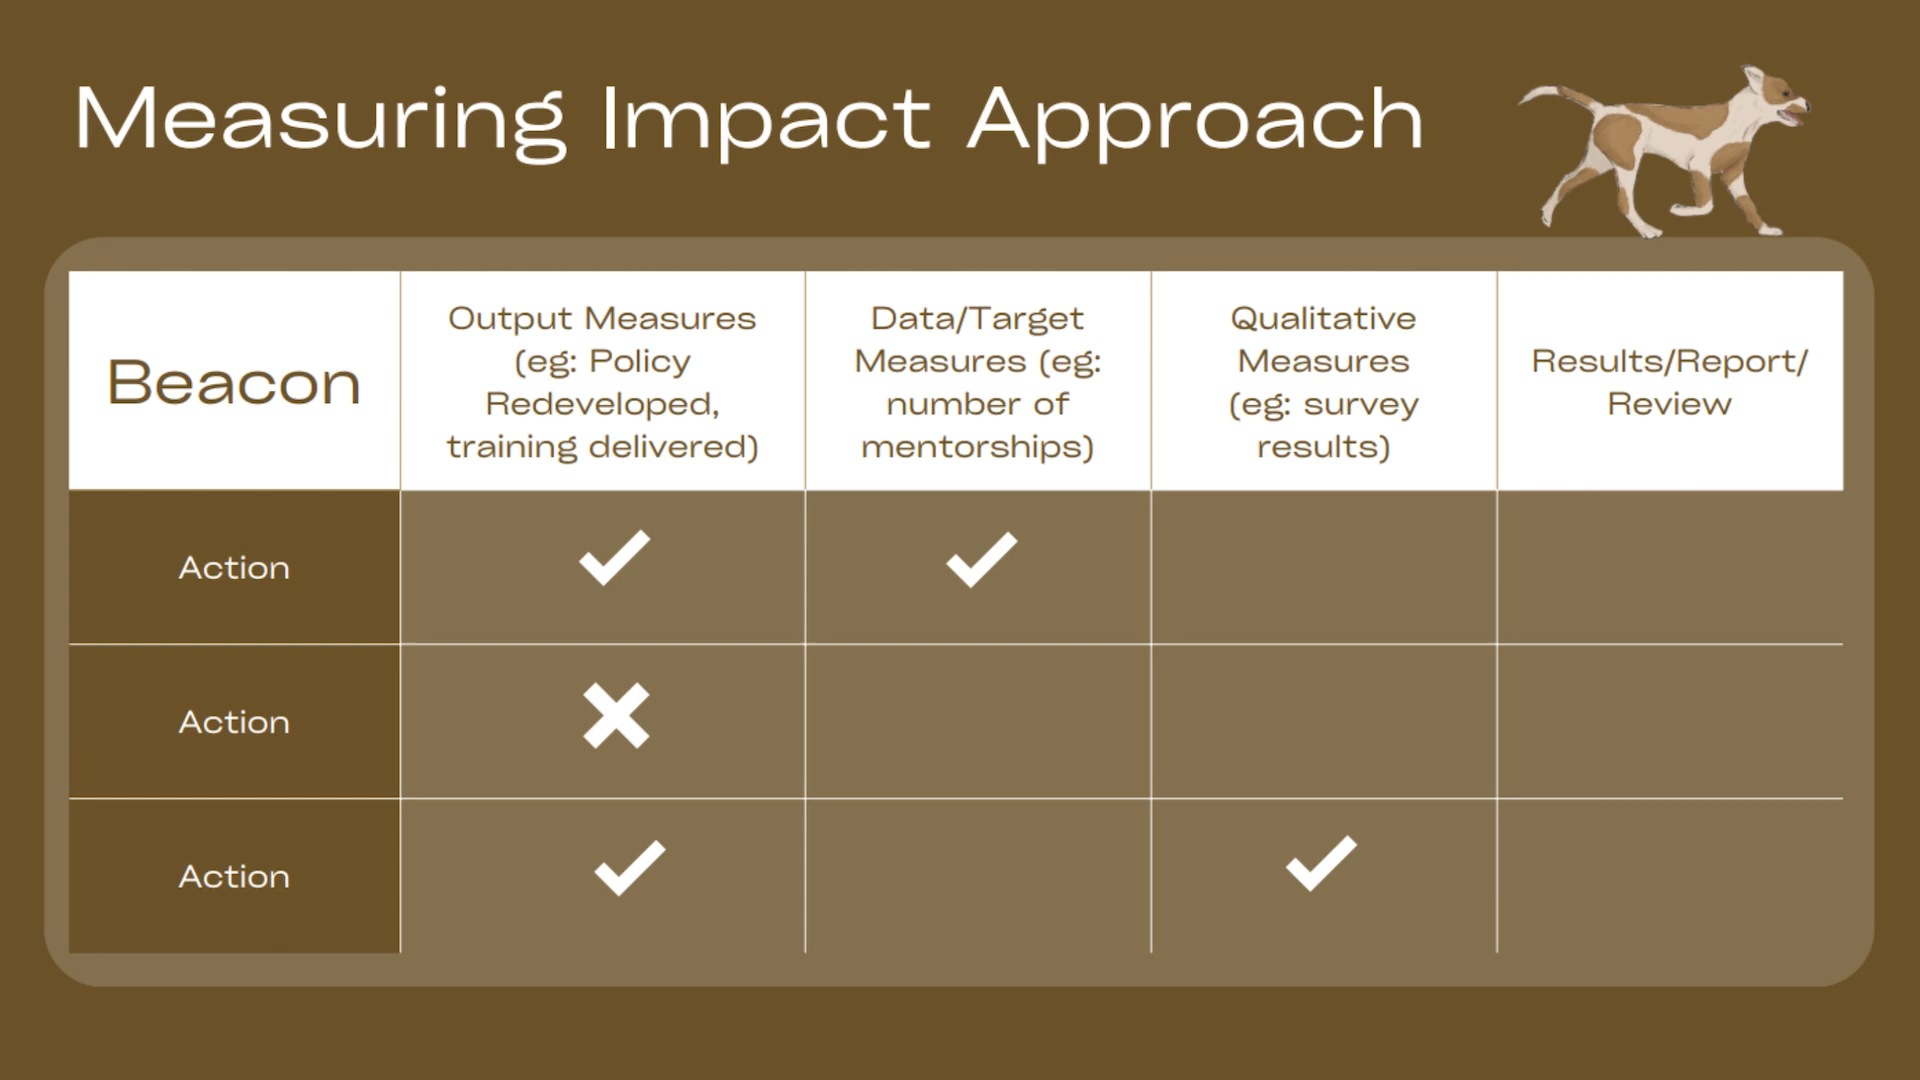 Measuring Impact Approach
Beacon
Output Measures
(eg: Policy
Redeveloped,
training delivered)
Data/Target
Measures (eg:
number of
mentorships)
Qualitative
Measures
(eg: survey
results)
Results/Report/
Review
Action
Action
Action